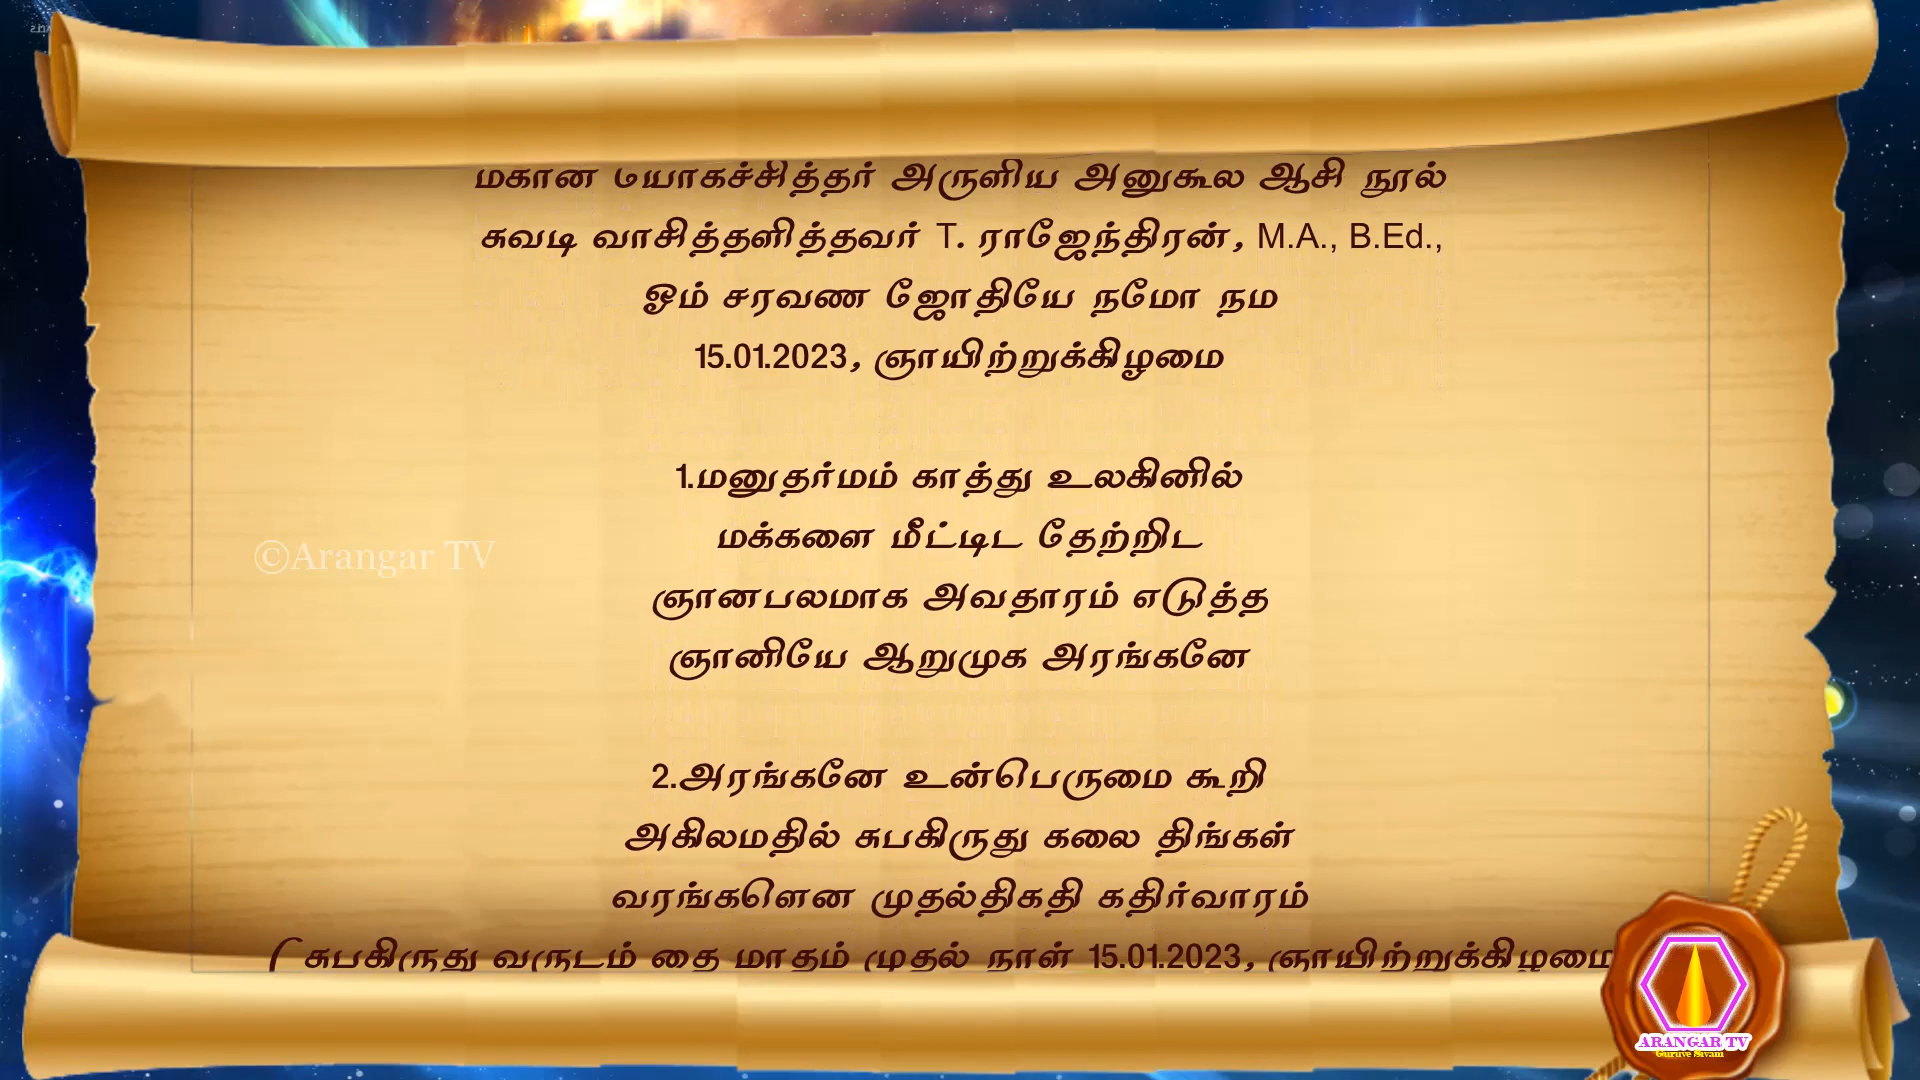 மகான யோகச்சித்தர் அருளிய அனுகூல ஆசி நூல்
சுவடி வாசித்தளித்தவர் T. ராஜேந்திரன், M.A., B.Ed.,
ஓம் சரவண ஜோதியே நமோ நம
15.01.2023, ஞாயிற்றுக்கிழமை
1.மனுதர்மம் காத்து உலகினில்
மக்களை மீட்டிட தேற்றிட
©Arangar TV
ஞானபலமாக அவதாரம் எடுத்த
ஞானியே ஆறுமுக அரங்கனே
2.அரங்கனே உன்பெருமை கூறி
அகிலமதில் சுபகிருது கலை திங்கள்
வரங்களென முதல்திகதி கதிர்வாரம்
( சுபகிருது வருடம் தை மாதம் முதல் நாள் 15.01.2023, ஞாயிற்றுக்கிழமை
ARANGAR TV
Guruve Sivam